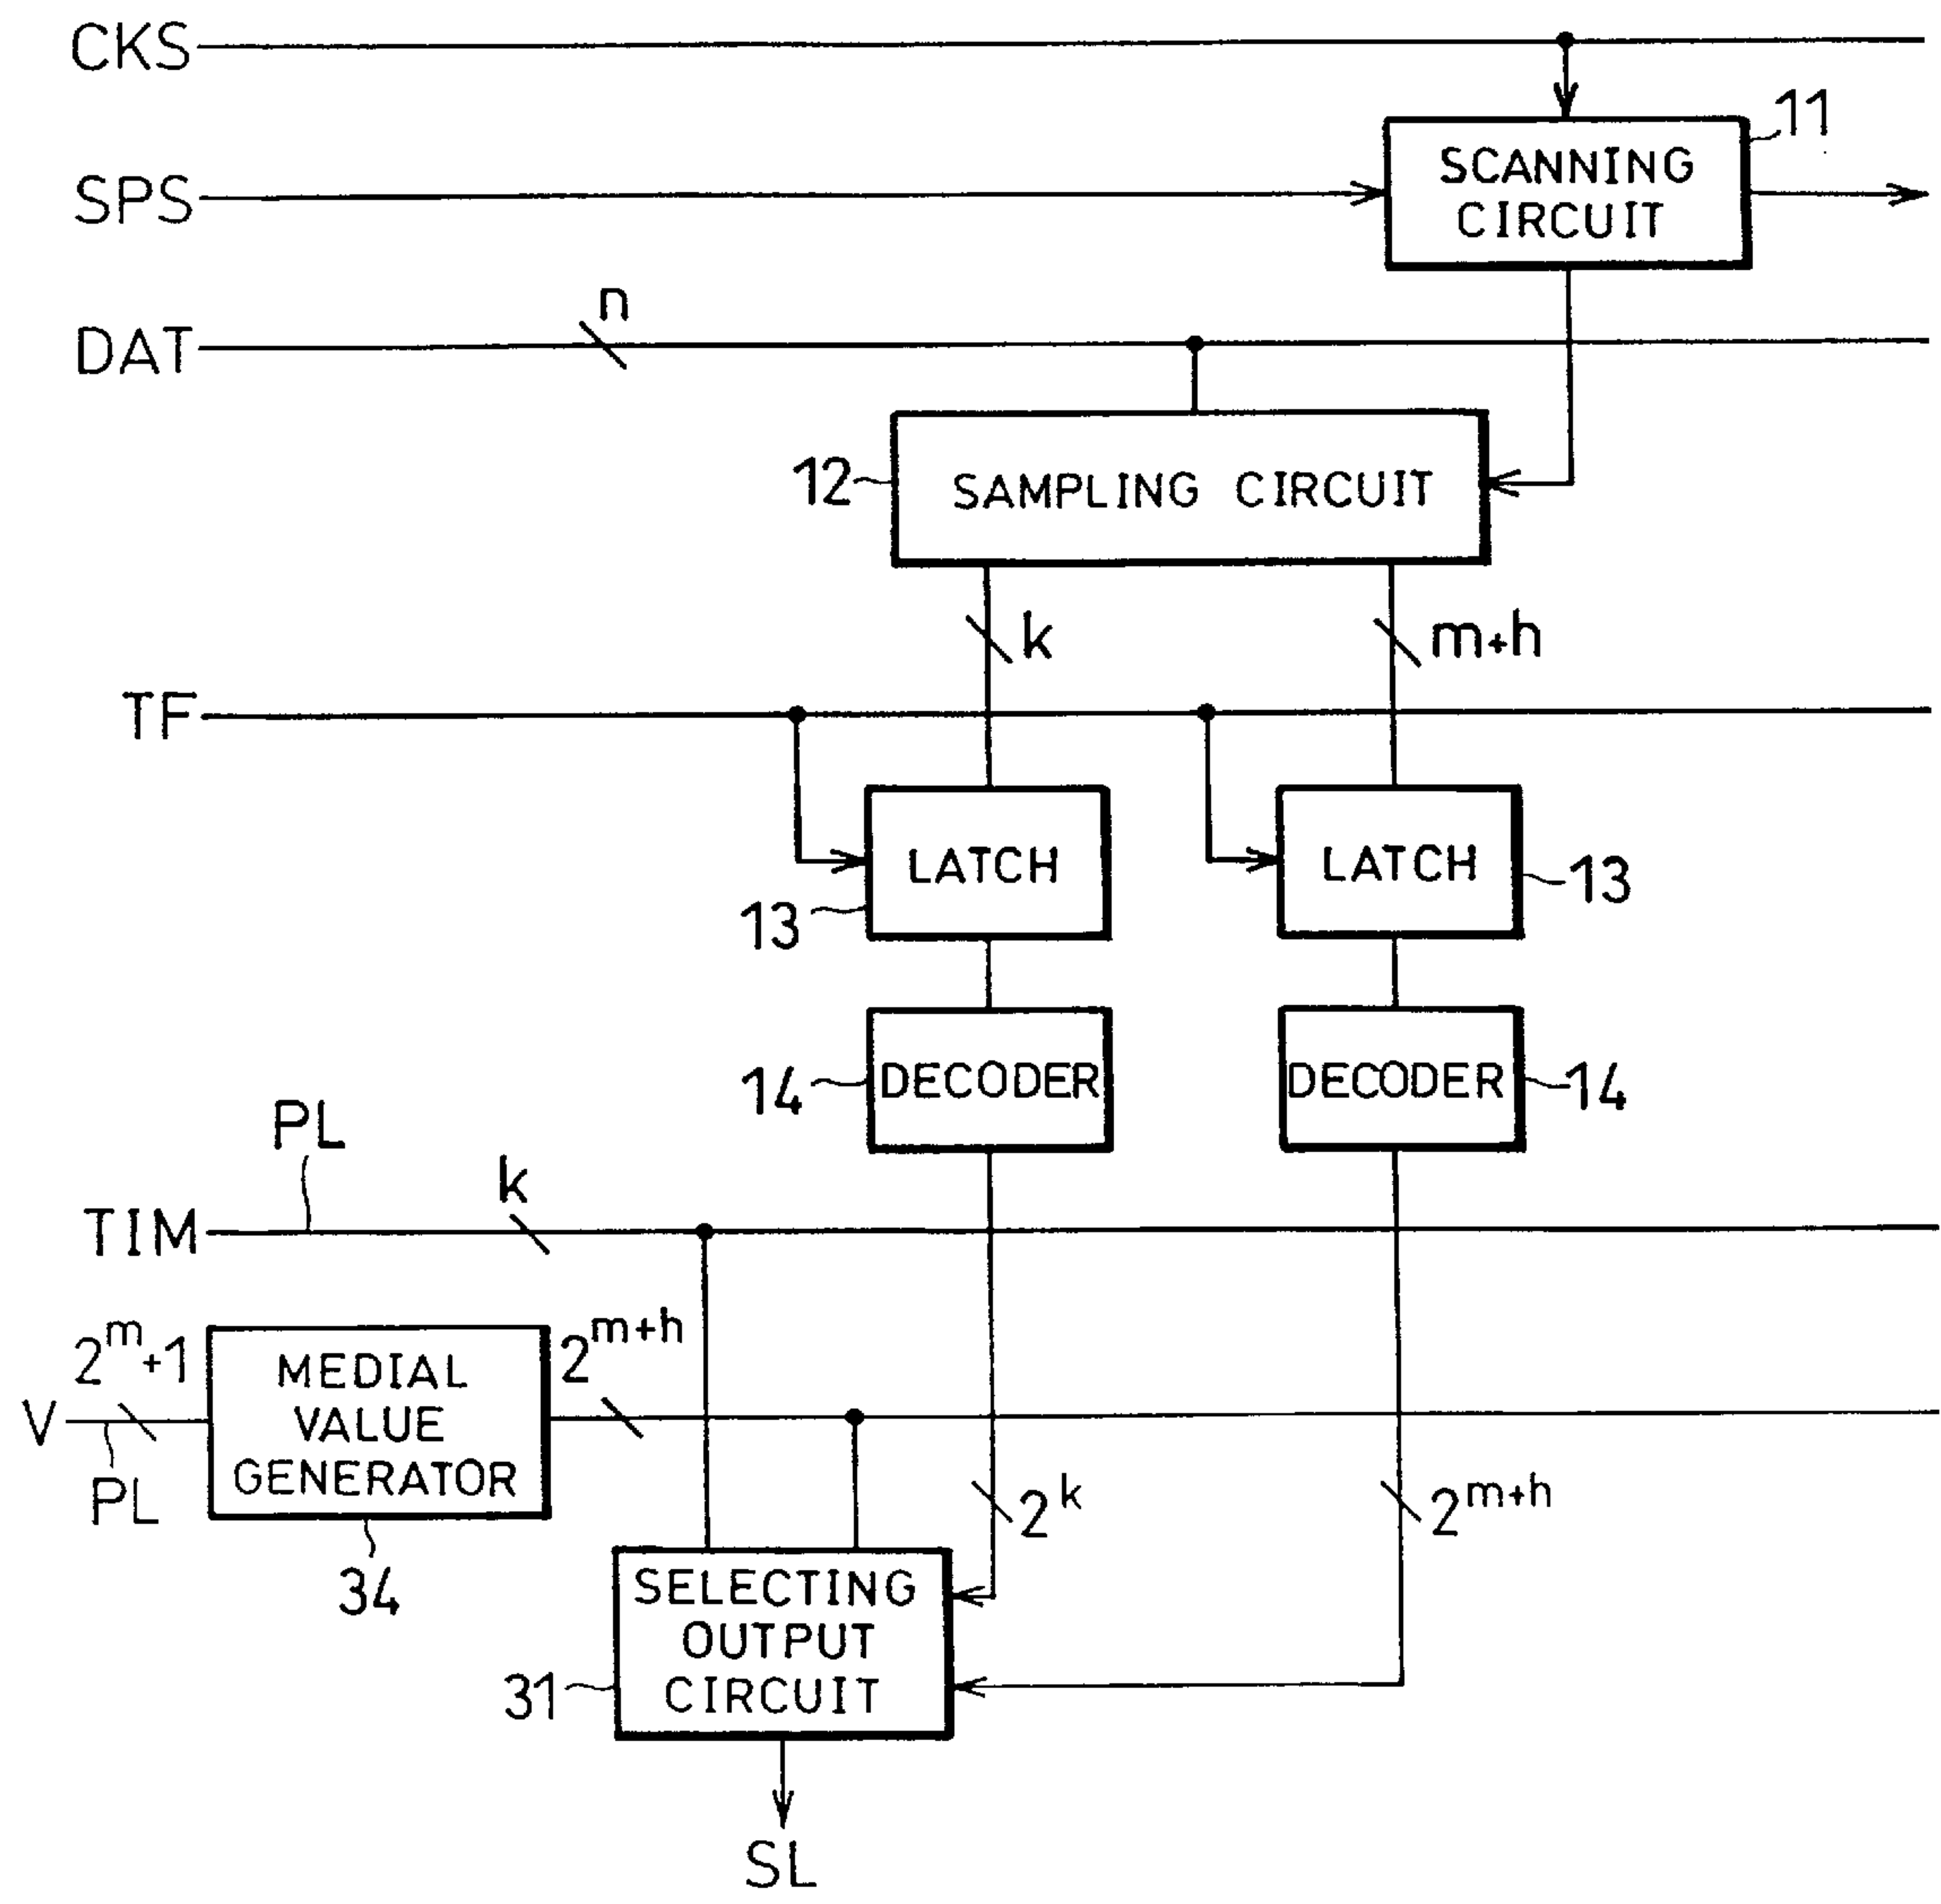 CKS
11
SCANNING
CIRCUIT
SPS
n
DAT
12
SAMPLING CIRCUIT
k
m+h
TF
LATCH
LATCH
13
13
DECODER
DECODER
14
14
PL
k
TIM
2^m+1
2^m+h
MEDIAL
VALUE
GENERATOR
V
PL
2^k
2^m+h
34
SELECTING
OUTPUT
CIRCUIT
31
SL